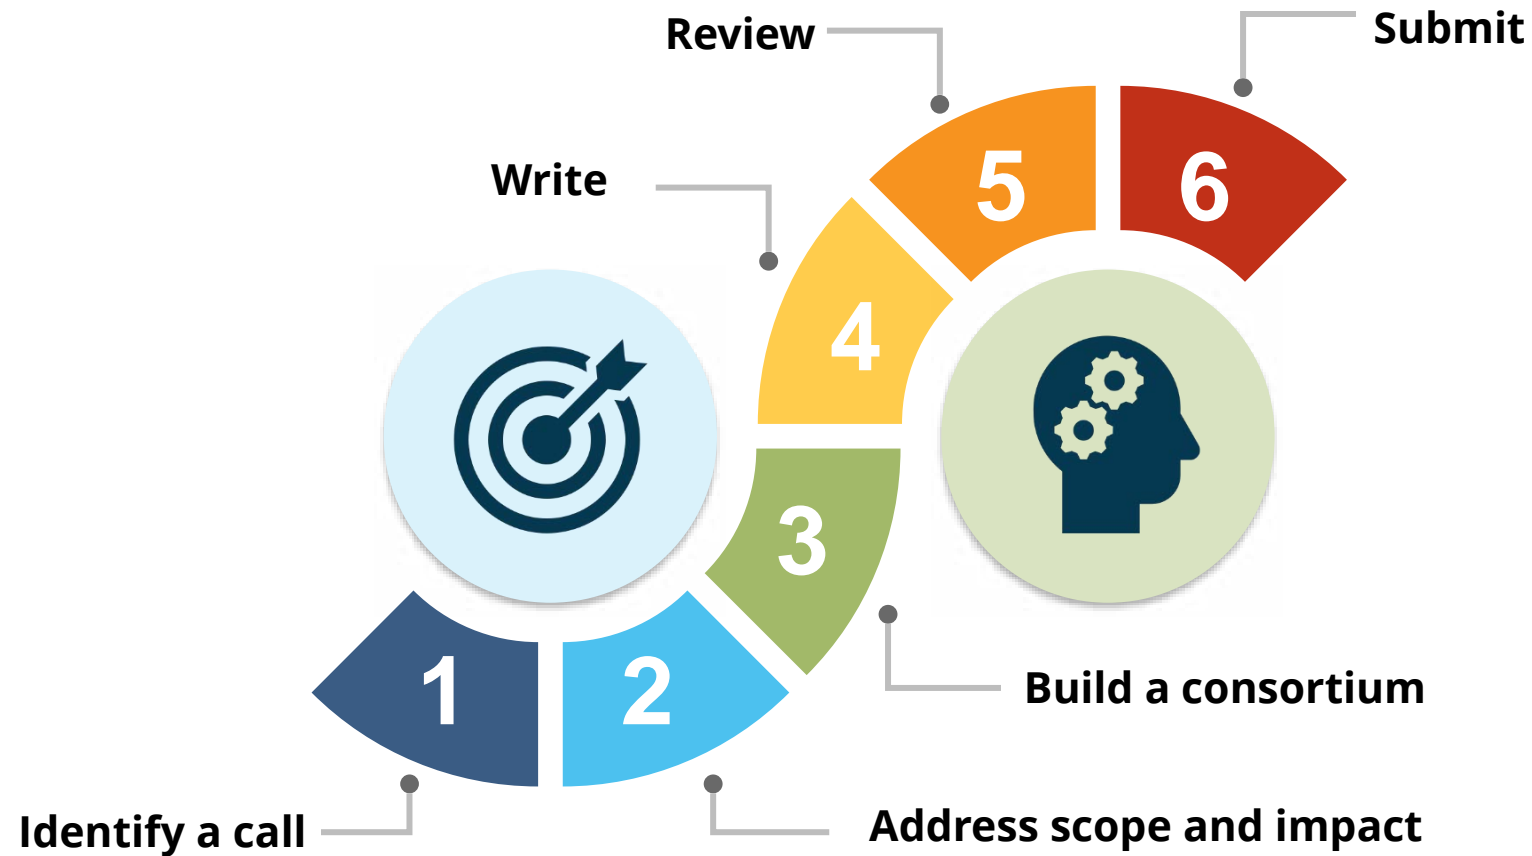 Review
Submit
Write
5
6
4
3
1
2
Build a consortium
Identify a call
Address scope and impact